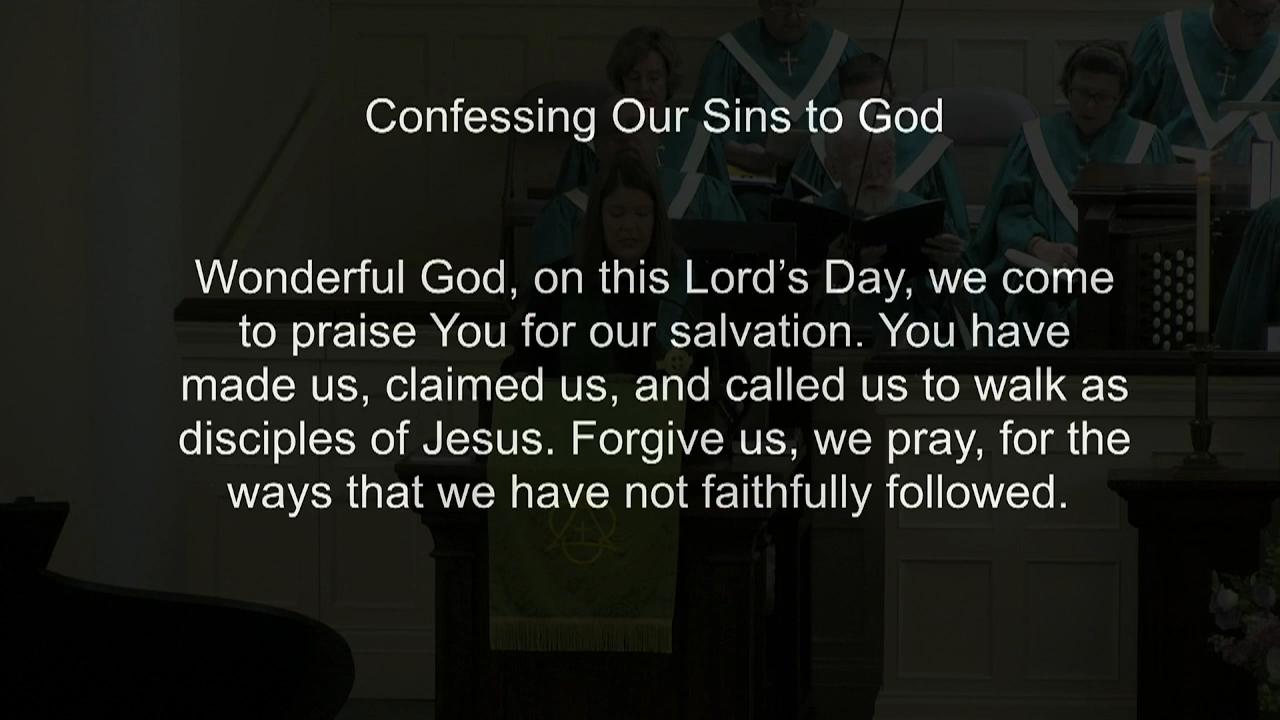 Confessing Our Sins to God
Wonderful God, on this Lord’s Day, we come
to praise You for our salvation. You have
made us, claimed us, and called us to walk as
disciples of Jesus. Forgive us, we pray, for the
ways that we have not faithfully followed.